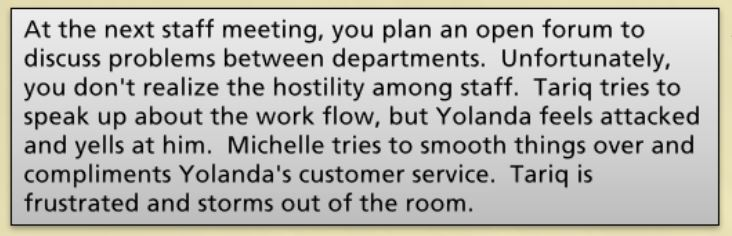 At the next staff meeting, you plan an open forum to
discuss problems between departments.  Unfortunately,
you don't realize the hostility among staff.  Tariq tries to
speak up about the work flow, but Yolanda feels attacked
and yells at him.  Michelle tries to smooth things over and
compliments Yolanda's customer service.  Tariq is
frustrated and storms out of the room.